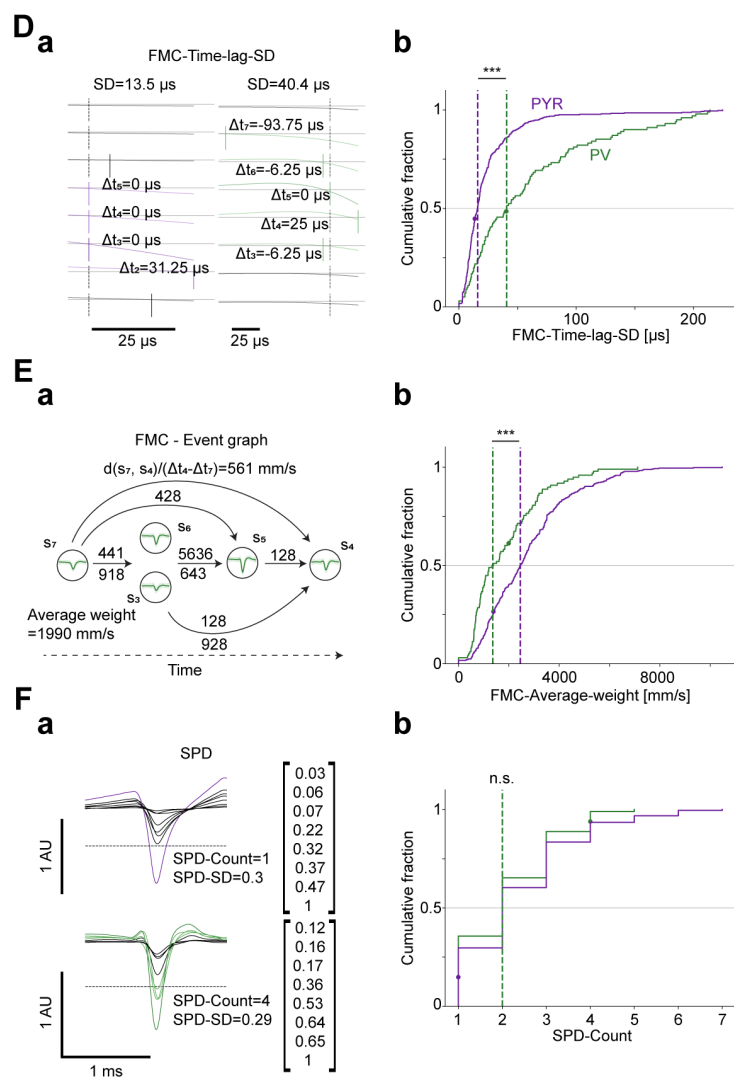 D
a
FMC-Time-lag-SD
SD=13.5 µs
SD=40.4 µs
Δt₇=-93.75 µs
Δt₆=-6.25 µs
Δt₅=0 µs
Δt₅=0 µs
Δt₄=0 µs
Δt₄=25 µs
Δt₃=0 µs
Δt₃=-6.25 µs
Δt₂=31.25 µs
25 µs
25 µs
b
***
PYR
PV
Cumulative fraction
1
0.5
0
0
100
200
FMC-Time-lag-SD [µs]
E
a
FMC - Event graph
d(s₇, s₄)/(Δt₄-Δt₇)=561 mm/s
428
s₇
s₆
s₅
s₄
441
918
5636
643
128
s₃
Average weight
=1990 mm/s
128
928
Time
b
***
Cumulative fraction
1
0.5
0
0
4000
8000
FMC-Average-weight [mm/s]
F
a
SPD
1 AU
SPD-Count=1
SPD-SD=0.3
0.03
0.06
0.07
0.22
0.32
0.37
0.47
1
1 AU
SPD-Count=4
SPD-SD=0.29
1 ms
0.12
0.16
0.17
0.36
0.53
0.64
0.65
1
b
n.s.
Cumulative fraction
1
0.5
0
1
2
3
4
5
6
7
SPD-Count